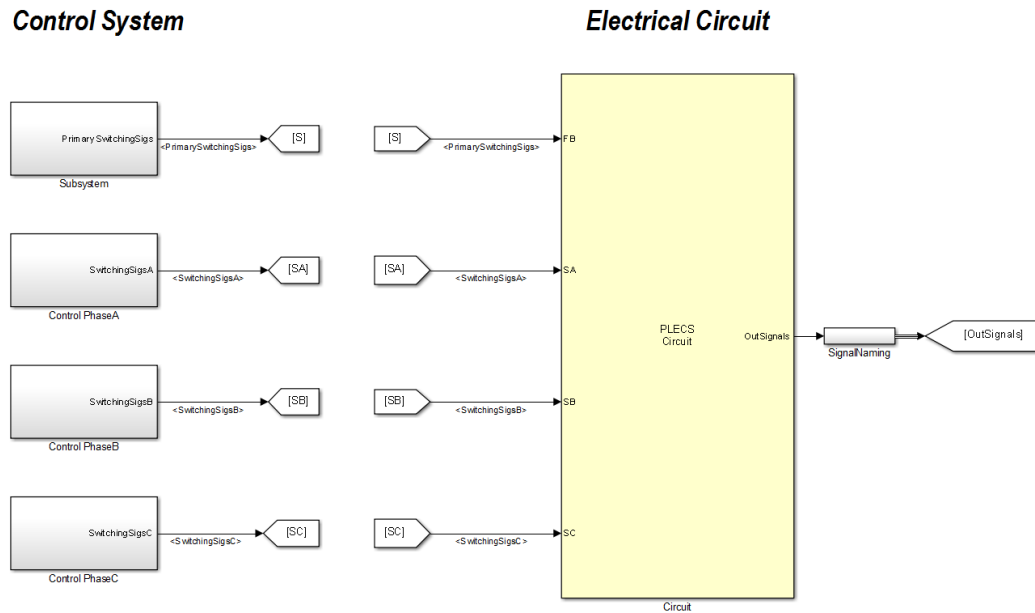 Control System
Electrical Circuit
Primary SwitchingSigs
<PrimarySwitchingSigs>
[S]
Subsystem
[S]
<PrimarySwitchingSigs>
FB
SwitchingSigsA
<SwitchingSigsA>
[SA]
Control PhaseA
[SA]
<SwitchingSigsA>
SA
PLECS
Circuit
OutSignals
SignalNaming
[OutSignals]
SwitchingSigsB
<SwitchingSigsB>
[SB]
Control PhaseB
[SB]
<SwitchingSigsB>
SB
SwitchingSigsC
<SwitchingSigsC>
[SC]
Control PhaseC
[SC]
<SwitchingSigsC>
SC
Circuit